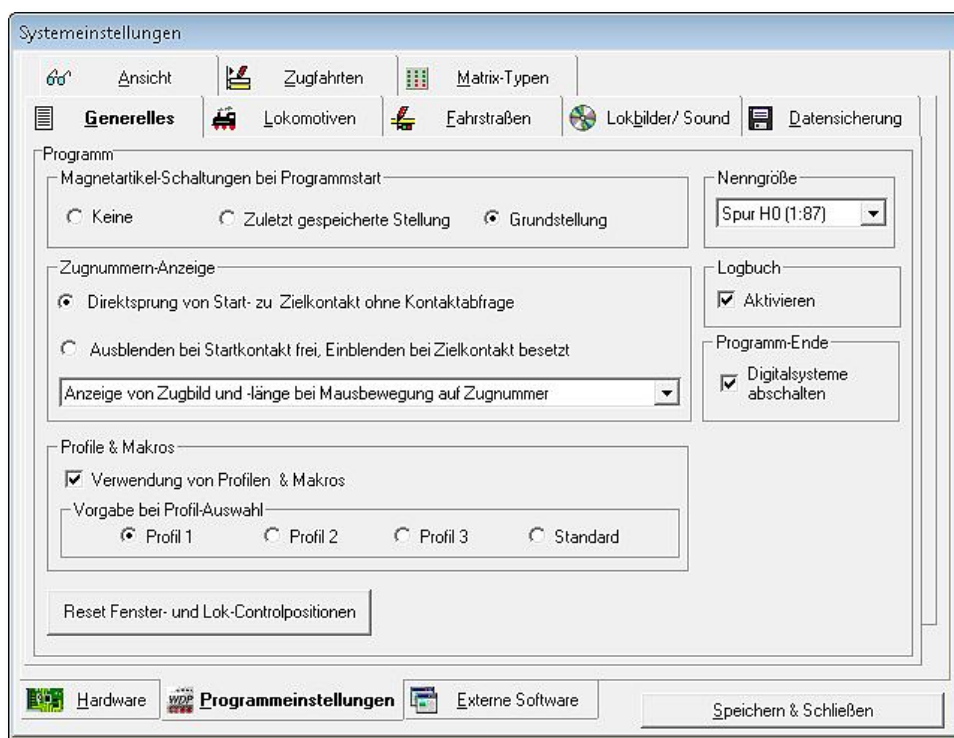 Systemeinstellungen
Ansicht Zugfahrten Matrix-Typen
Generelles Lokomotiven Fahrstraßen Lokbilder/ Sound Datensicherung
Programm
Magnetartikel-Schaltungen bei Programmstart
Keine Zuletzt gespeicherte Stellung Grundstellung
Nenngröße
Spur H0 (1:87)
Zugnummern-Anzeige
Direktsprung von Start- zu Zielkontakt ohne Kontaktabfrage
Ausblenden bei Startkontakt frei, Einblenden bei Zielkontakt besetzt
Anzeige von Zugbild und -länge bei Mausbewegung auf Zugnummer
Logbuch
Aktivieren
Programm-Ende
Digitalsysteme
abschalten
Profile & Makros
Verwendung von Profilen & Makros
Vorgabe bei Profil-Auswahl
Profil 1 Profil 2 Profil 3 Standard
Reset Fenster- und Lok-Controlpositionen
Hardware WDP Programmeinstellungen Externe Software
Speichern & Schließen